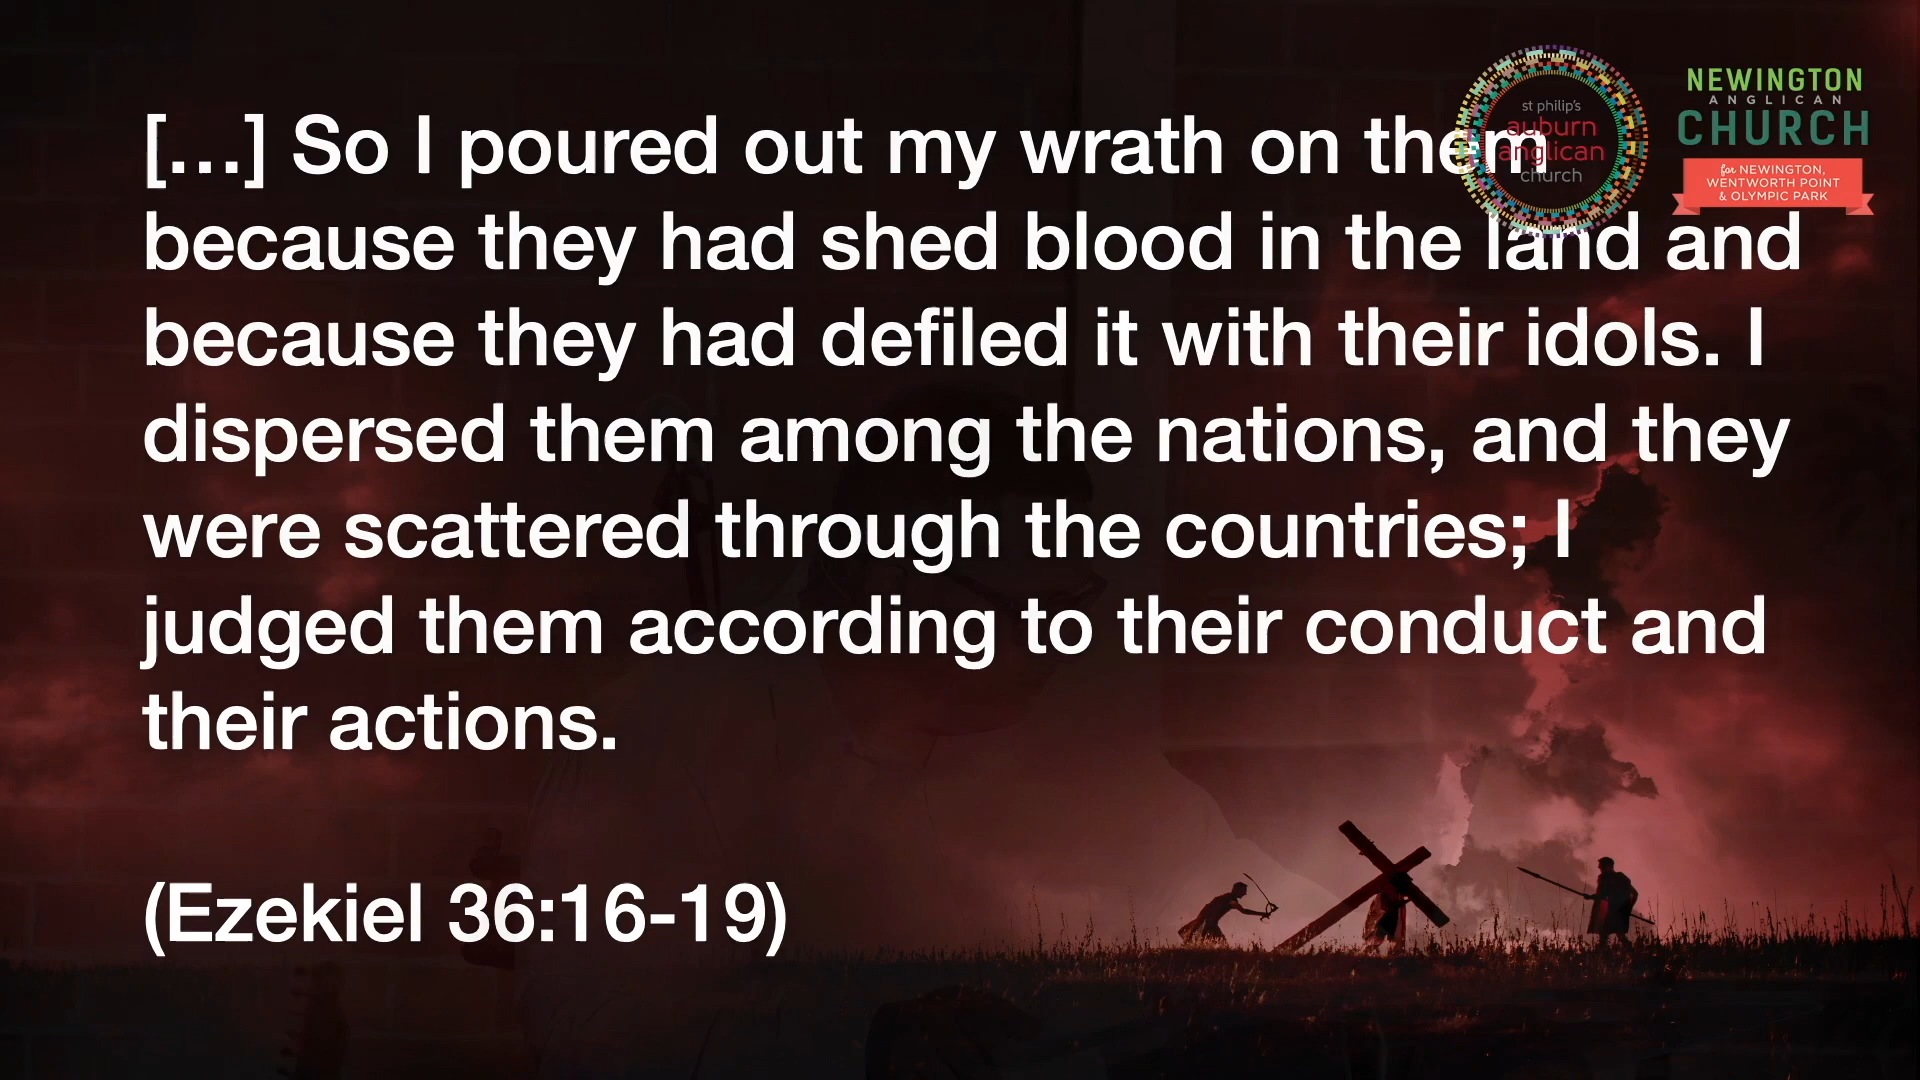 […] So I poured out my wrath on them
because they had shed blood in the land and
because they had defiled it with their idols. I
dispersed them among the nations, and they
were scattered through the countries; I
judged them according to their conduct and
their actions.
(Ezekiel 36:16-19)
st philip's
auburn
anglican
church
NEWINGTON
ANGLICAN
CHURCH
for NEWINGTON,
WENTWORTH POINT
& OLYMPIC PARK